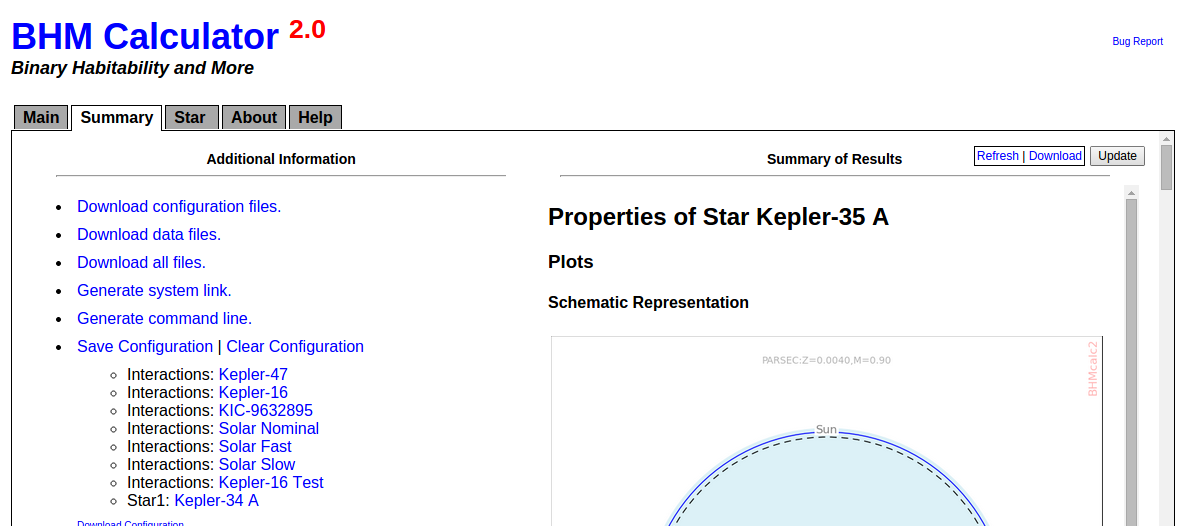 BHM Calculator 2.0
Bug Report
Binary Habitability and More
Main Summary Star About Help
Additional Information
Summary of Results
Refresh | Download Update
Download configuration files.
Download data files.
Download all files.
Generate system link.
Generate command line.
Save Configuration | Clear Configuration
Interactions: Kepler-47
Interactions: Kepler-16
Interactions: KIC-9632895
Interactions: Solar Nominal
Interactions: Solar Fast
Interactions: Solar Slow
Interactions: Kepler-16 Test
Star1: Kepler-34 A
Download Configuration
Properties of Star Kepler-35 A
Plots
Schematic Representation
PARSEC:Z=0.0040,M=0.90
BHMcalc2
Sun